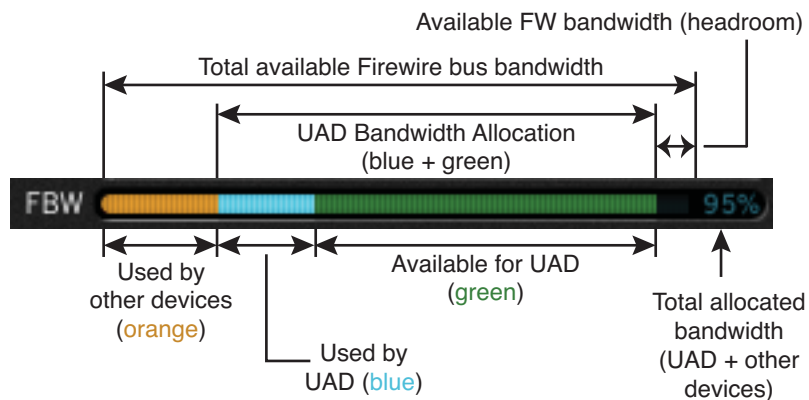 Available FW bandwidth (headroom)
Total available Firewire bus bandwidth
UAD Bandwidth Allocation
(blue + green)
FBW
95%
Used by
other devices
(orange)
Used by
UAD (blue)
Available for UAD
(green)
Total allocated
bandwidth
(UAD + other
devices)